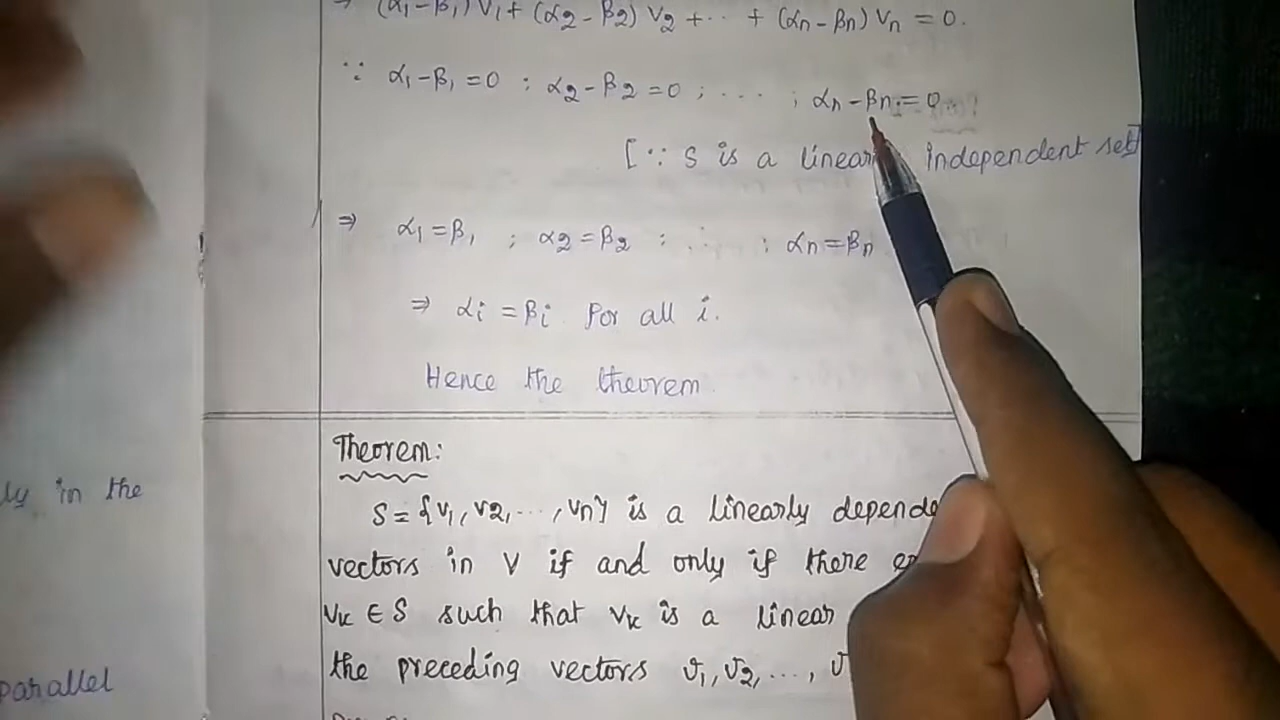 ⇒ (α1-β1)V1 + (α2-β2) V2 + ·· + (αn-βn) Vn = 0.
∵ α1-β1=0 ; α2-β2=0 ; ··· ; αn-βn=0
[∵ S is a linear independent set]
⇒ α1=β1 ; α2=β2 ; ··· ; αn=βn
⇒ αi = βi for all i.
Hence the theorem
Theorem:
S = {v1, v2, ···, vn} is a linearly
vectors in V if and only if there
Vk ∈ S such that Vk is a linear
ly in the
the preceding vectors v1, v2, ···, v
parallel